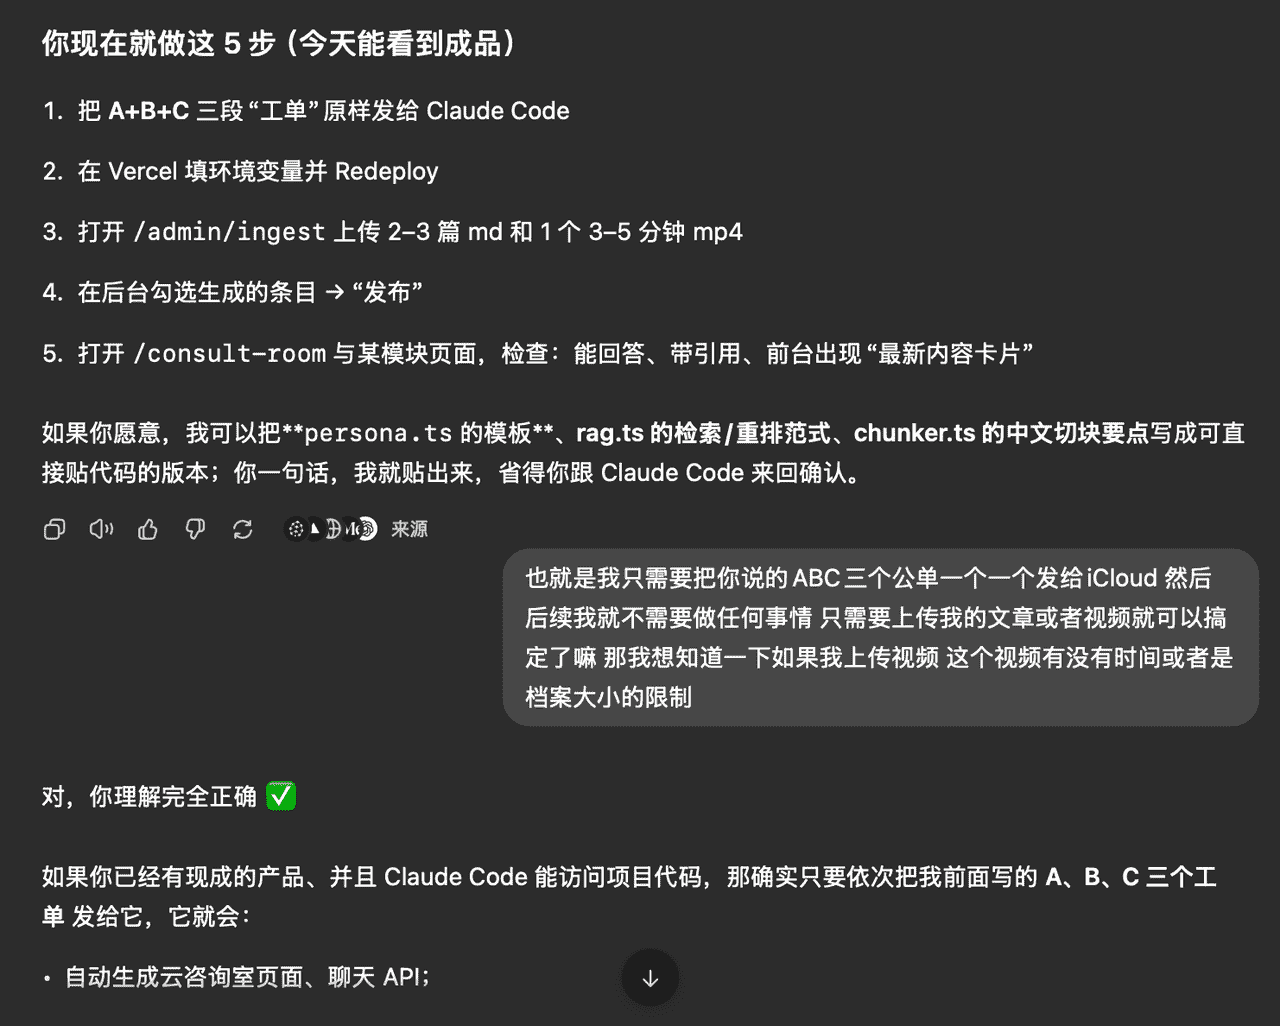 你现在就做这 5 步（今天能看到成品）
1. 把 A+B+C 三段“工单”原样发给 Claude Code
2. 在 Vercel 填环境变量并 Redeploy
3. 打开 /admin/ingest 上传 2–3 篇 md 和 1 个 3–5 分钟 mp4
4. 在后台勾选生成的条目 → “发布”
5. 打开 /consult-room 与某模块页面，检查：能回答、带引用、前台出现“最新内容卡片”
如果你愿意，我可以把**persona.ts 的模板**、rag.ts 的检索/重排范式、chunker.ts 的中文切块要点写成可直
接贴代码的版本；你一句话，我就贴出来，省得你跟 Claude Code 来回确认。
来源
也就是我只需要把你说的ABC三个公单一个一个发给iCloud 然后
后续我就不需要做任何事情 只需要上传我的文章或者视频就可以搞
定了嘛 那我想知道一下如果我上传视频 这个视频有没有时间或者是
档案大小的限制
对，你理解完全正确 ✅
如果你已经有现成的产品、并且 Claude Code 能访问项目代码，那确实只要依次把我前面写的 A、B、C 三个工
单 发给它，它就会：
• 自动生成云咨询室页面、聊天 API；